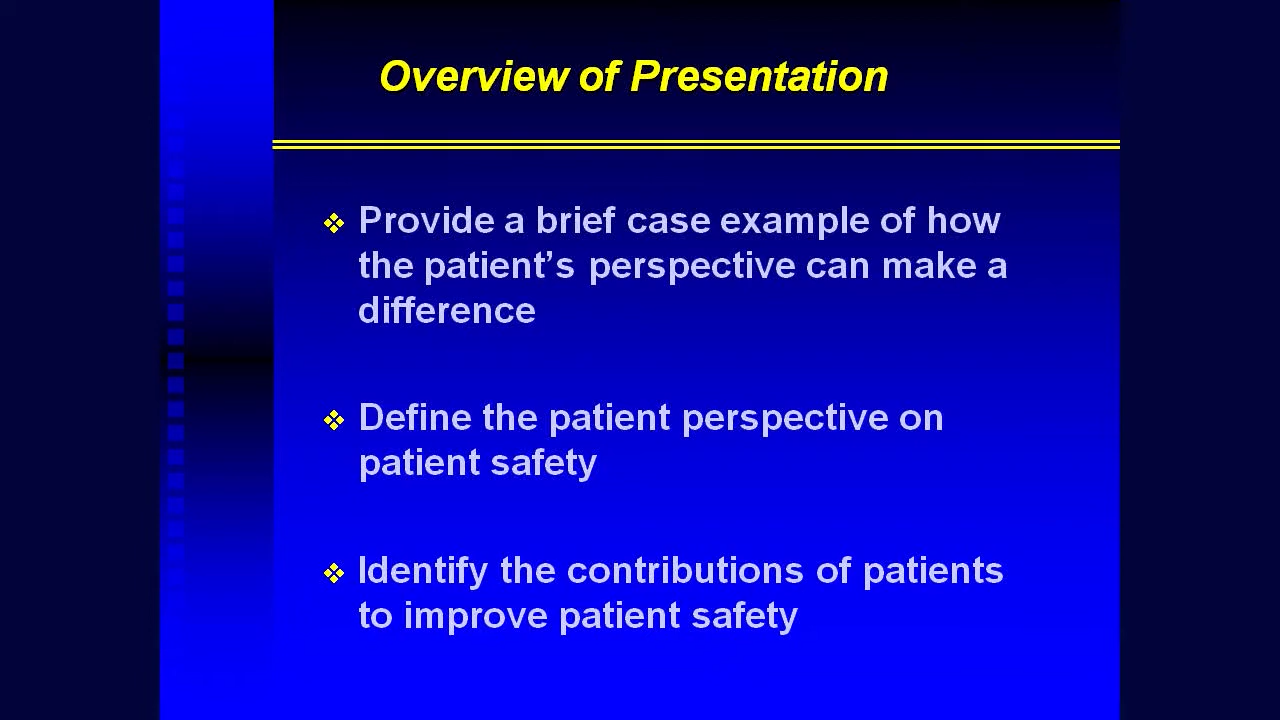 Overview of Presentation
Provide a brief case example of how
the patient’s perspective can make a
difference
Define the patient perspective on
patient safety
Identify the contributions of patients
to improve patient safety